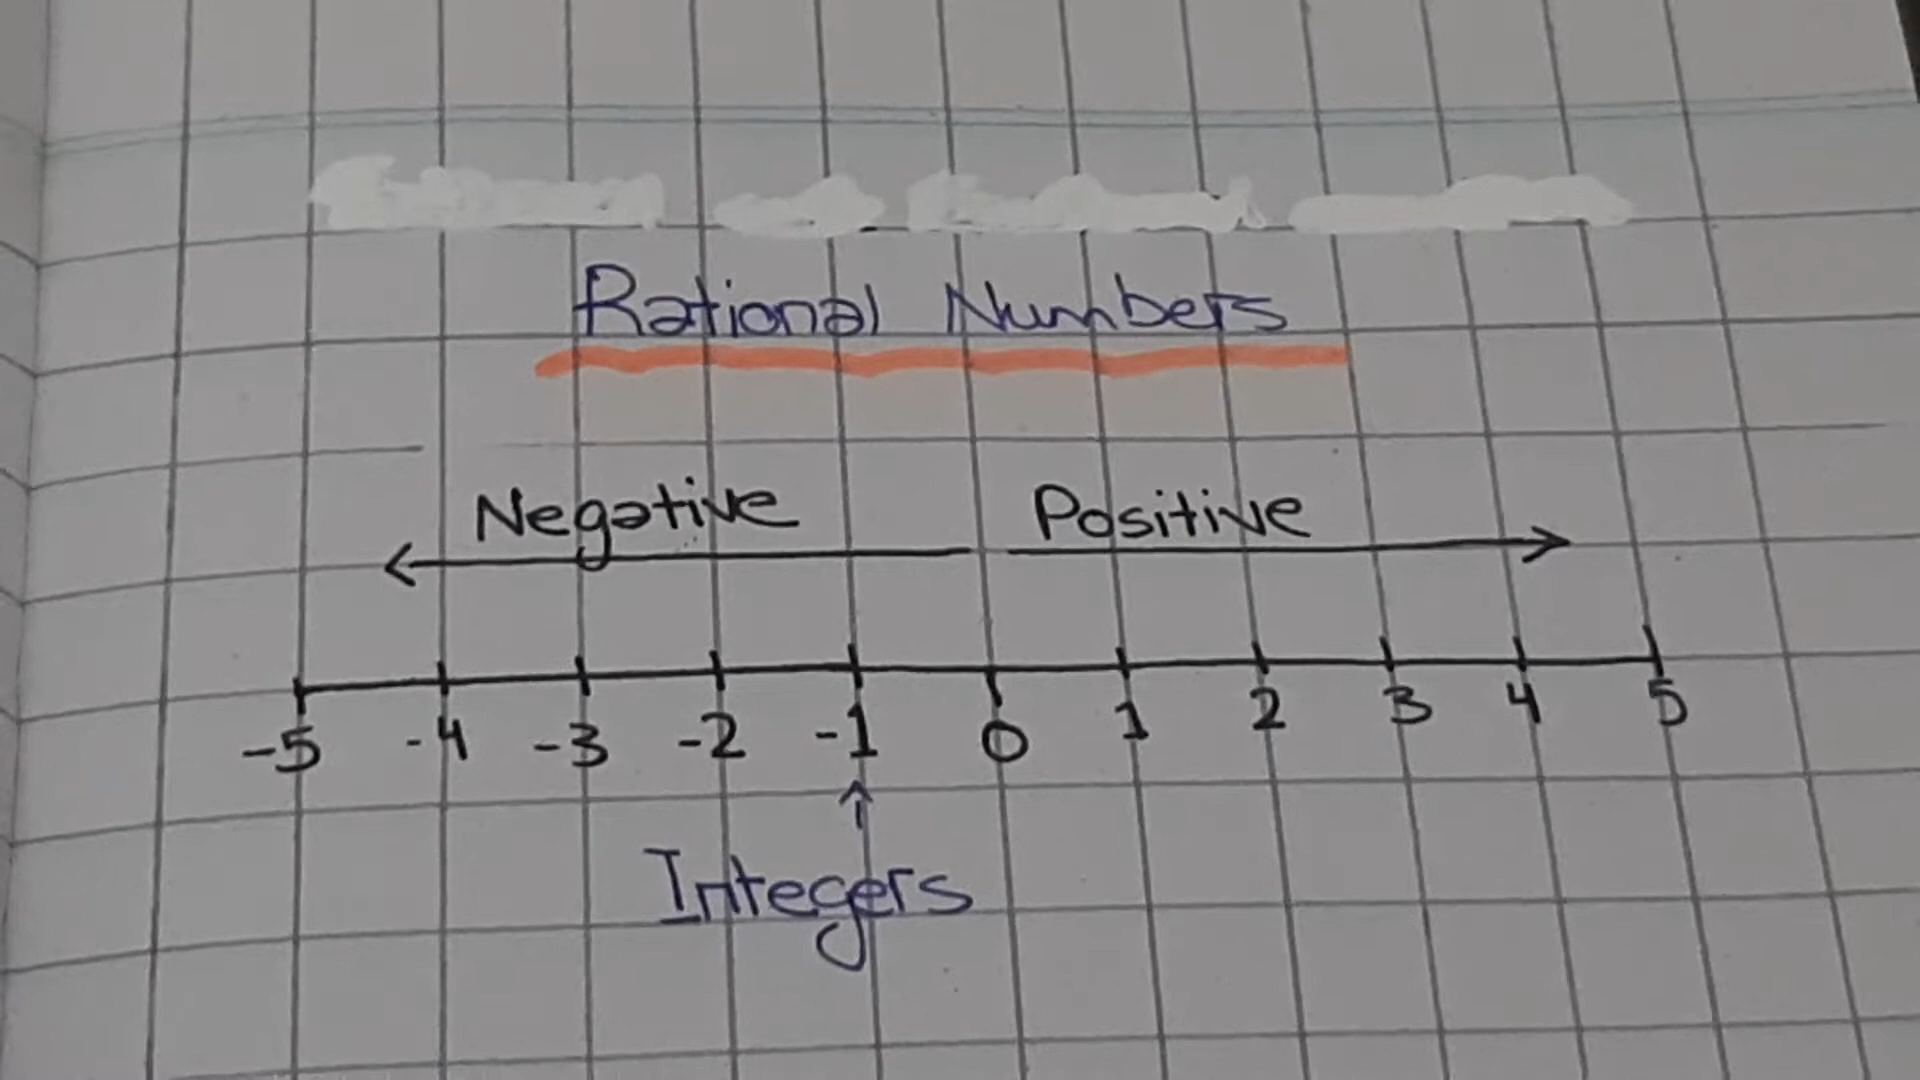 Rational Numbers
Negative Positive
-5 -4 -3 -2 -1 0 1 2 3 4 5
Integers